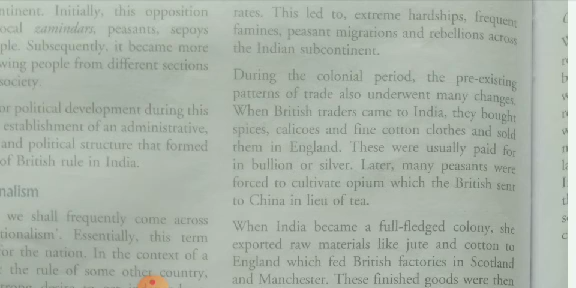 ntinent. Initially, this opposition
ocal zamindars, peasants, sepoys
ple. Subsequently, it became more
wing people from different sections
society.
or political development during this
establishment of an administrative,
and political structure that formed
of British rule in India.
nalism
we shall frequently come across
tionalism'. Essentially, this term
for the nation. In the context of a
the rule of some other country,
rates. This led to, extreme hardships, frequent
famines, peasant migrations and rebellions across
the Indian subcontinent.
During the colonial period, the pre-existing
patterns of trade also underwent many changes.
When British traders came to India, they bought
spices, calicoes and fine cotton clothes and sold
them in England. These were usually paid for
in bullion or silver. Later, many peasants were
forced to cultivate opium which the British sent
to China in lieu of tea.
When India became a full-fledged colony, she
exported raw materials like jute and cotton to
England which fed British factories in Scotland
and Manchester. These finished goods were then